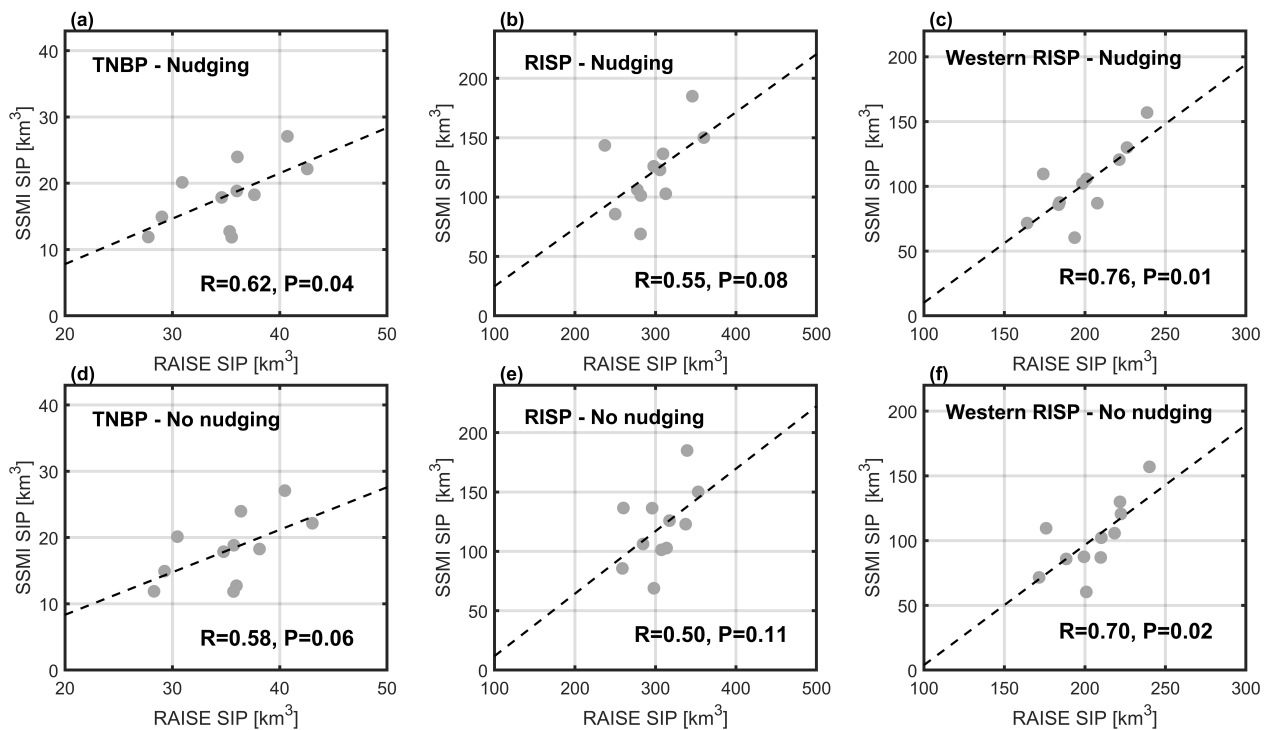 (a)
TNBP - Nudging
R=0.62, P=0.04
SSMI SIP [km³]
40
30
20
10
0
20 30 40 50
RAISE SIP [km³]
(b)
RISP - Nudging
R=0.55, P=0.08
SSMI SIP [km³]
200
150
100
50
0
100 200 300 400 500
RAISE SIP [km³]
(c)
Western RISP - Nudging
R=0.76, P=0.01
SSMI SIP [km³]
200
150
100
50
0
100 150 200 250 300
RAISE SIP [km³]
(d)
TNBP - No nudging
R=0.58, P=0.06
SSMI SIP [km³]
40
30
20
10
0
20 30 40 50
RAISE SIP [km³]
(e)
RISP - No nudging
R=0.50, P=0.11
SSMI SIP [km³]
200
150
100
50
0
100 200 300 400 500
RAISE SIP [km³]
(f)
Western RISP - No nudging
R=0.70, P=0.02
SSMI SIP [km³]
200
150
100
50
0
100 150 200 250 300
RAISE SIP [km³]